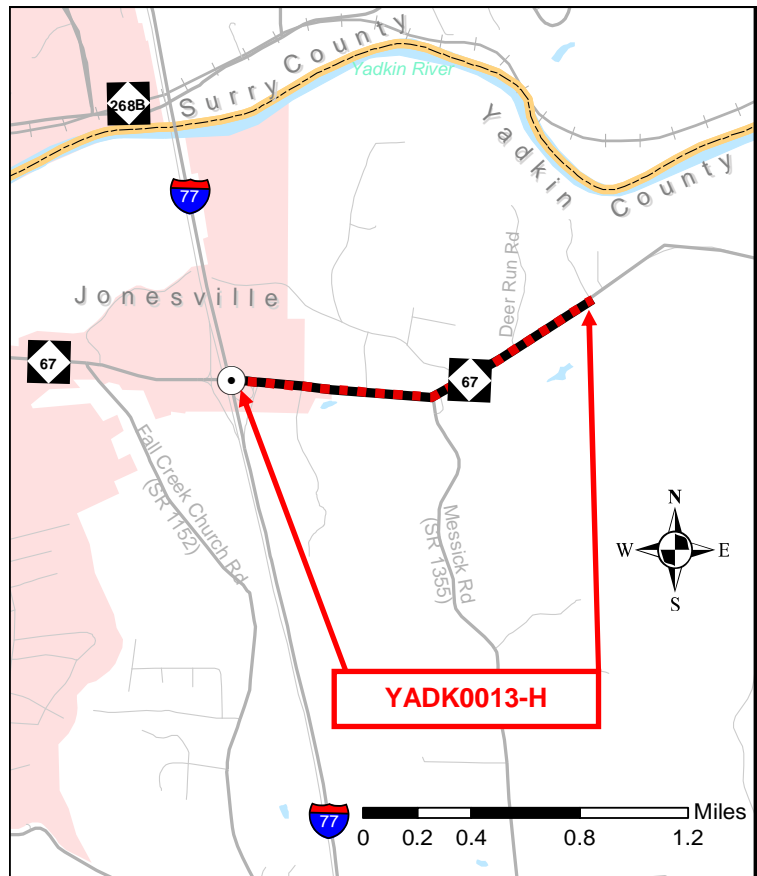 268B
Surry County
Yadkin River
Yadkin County
77
Jonesville
Deer Run Rd
67
67
Fall Creek Church Rd
(SR 1152)
Messick Rd
(SR 1355)
N
W E
S
YADK0013-H
77
Miles
0 0.2 0.4 0.8 1.2